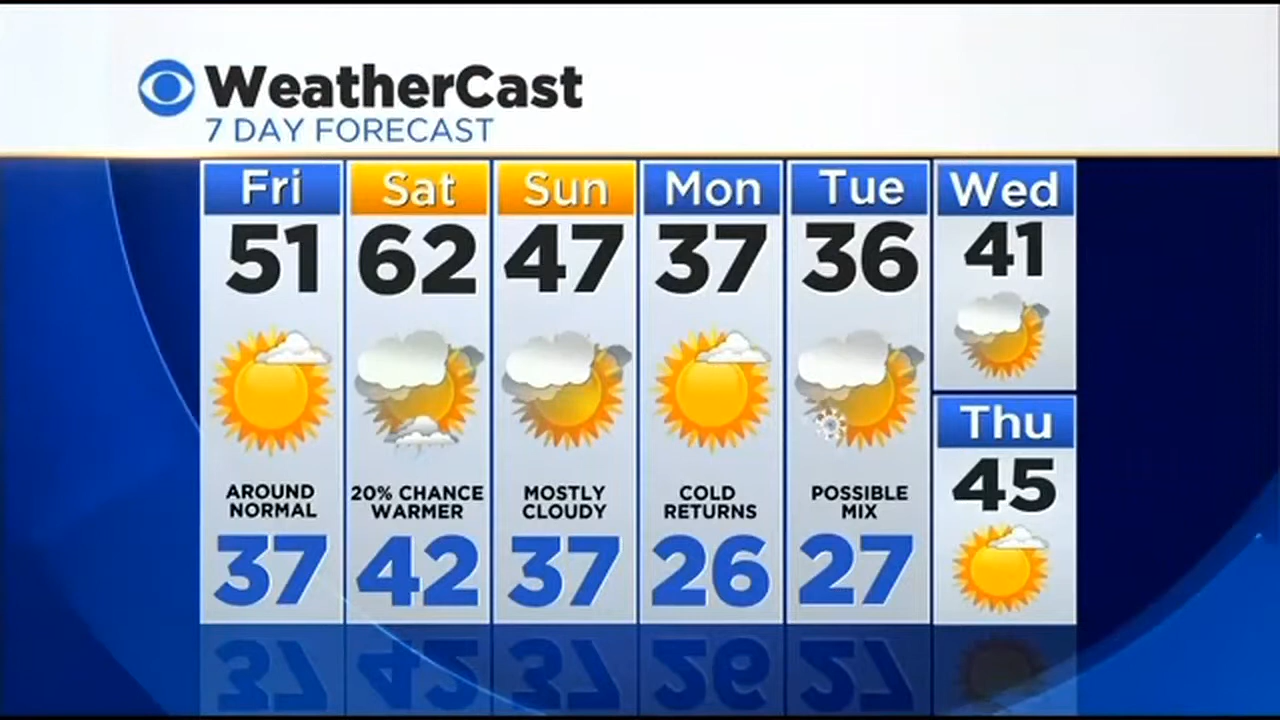 WeatherCast
7 DAY FORECAST
Fri
51
AROUND
NORMAL
37
Sat
62
20% CHANCE
WARMER
42
Sun
47
MOSTLY
CLOUDY
37
Mon
37
COLD
RETURNS
26
Tue
36
POSSIBLE
MIX
27
Wed
41
Thu
45